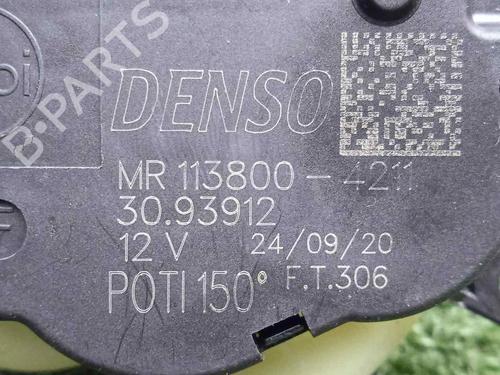 DENSO
MR 113800-4211
30.93912
12 V 24/09/20
POTI 150° F.T.306
B-PARTS